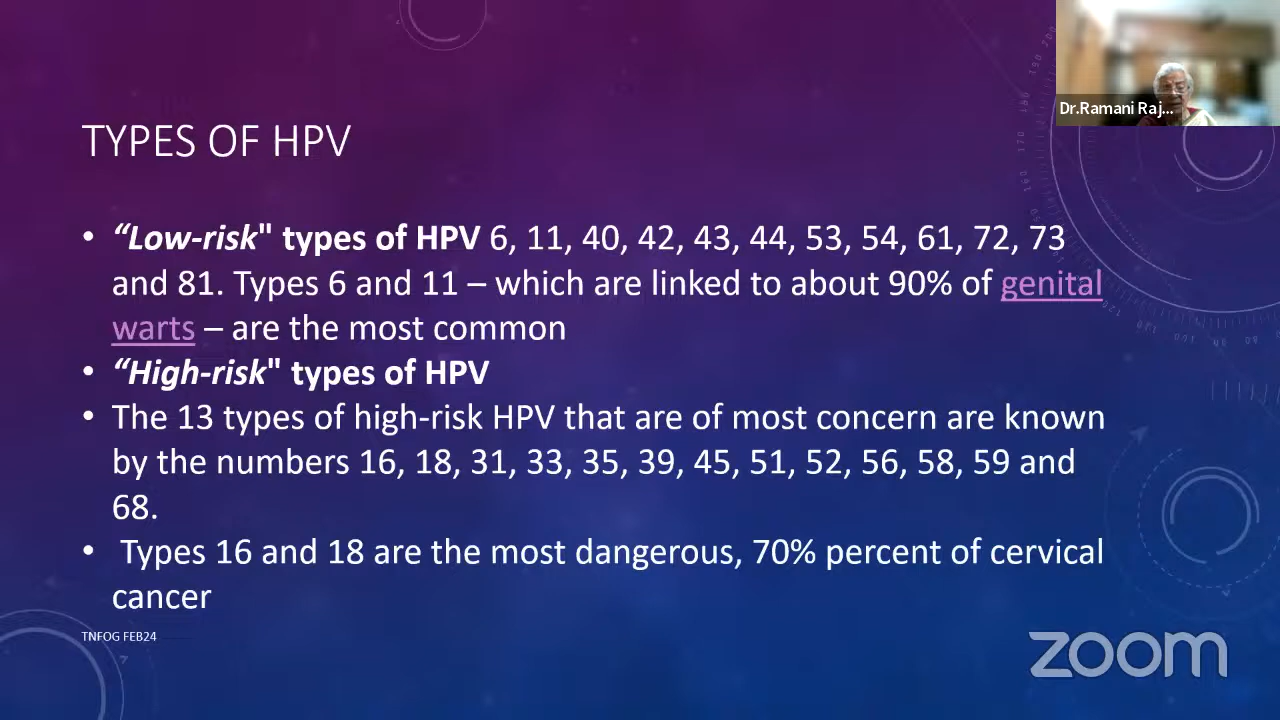 Dr.Ramani Raj...
TYPES OF HPV
• “Low-risk" types of HPV 6, 11, 40, 42, 43, 44, 53, 54, 61, 72, 73
and 81. Types 6 and 11 – which are linked to about 90% of genital
warts – are the most common
• “High-risk" types of HPV
• The 13 types of high-risk HPV that are of most concern are known
by the numbers 16, 18, 31, 33, 35, 39, 45, 51, 52, 56, 58, 59 and
68.
• Types 16 and 18 are the most dangerous, 70% percent of cervical
cancer
TNFOG FEB24
zoom